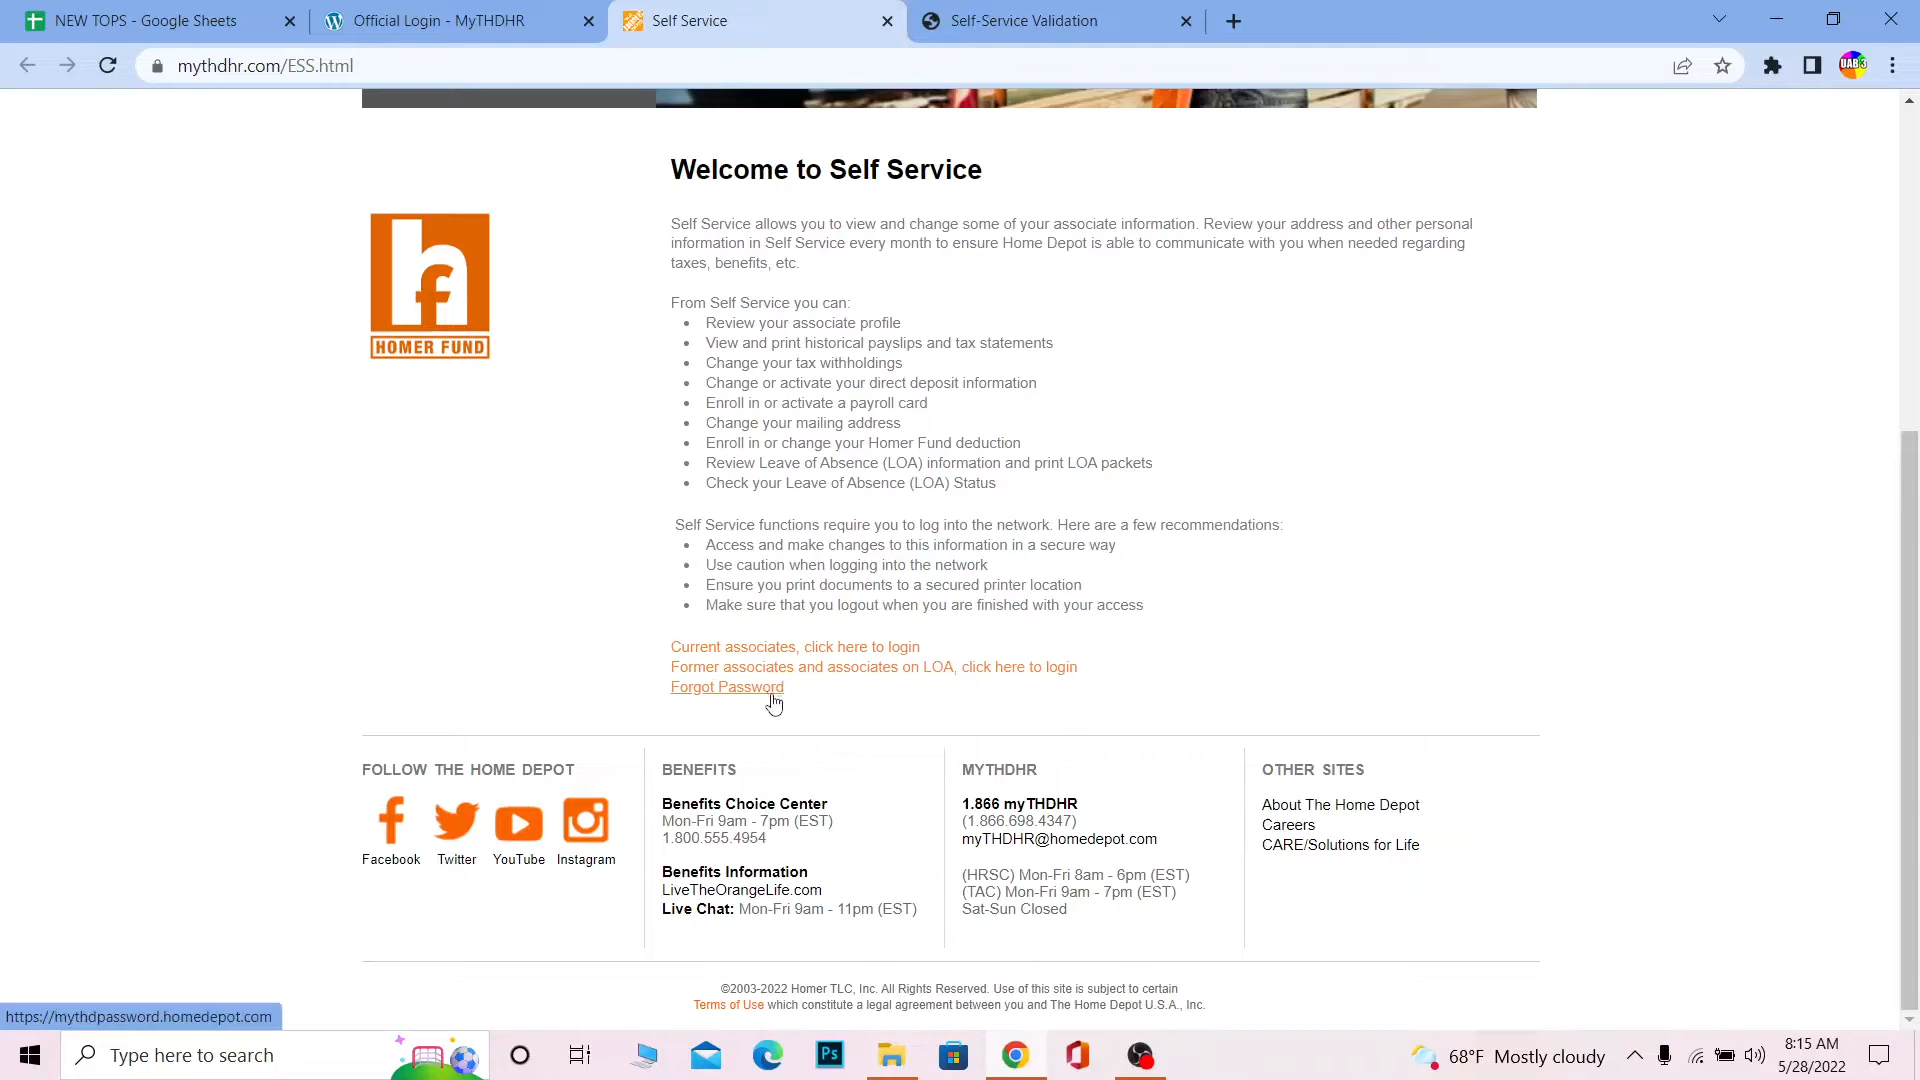 NEW TOPS - Google Sheets
Official Login - MyTHDHR
Self Service
Self-Service Validation
mythdhr.com/ESS.html
UAB 3
Welcome to Self Service
Self Service allows you to view and change some of your associate information. Review your address and other personal
information in Self Service every month to ensure Home Depot is able to communicate with you when needed regarding
taxes, benefits, etc.
hf
HOMER FUND
From Self Service you can:
• Review your associate profile
• View and print historical payslips and tax statements
• Change your tax withholdings
• Change or activate your direct deposit information
• Enroll in or activate a payroll card
• Change your mailing address
• Enroll in or change your Homer Fund deduction
• Review Leave of Absence (LOA) information and print LOA packets
• Check your Leave of Absence (LOA) Status
Self Service functions require you to log into the network. Here are a few recommendations:
• Access and make changes to this information in a secure way
• Use caution when logging into the network
• Ensure you print documents to a secured printer location
• Make sure that you logout when you are finished with your access
Current associates, click here to login
Former associates and associates on LOA, click here to login
Forgot Password
FOLLOW THE HOME DEPOT
Facebook
Twitter
YouTube
Instagram
BENEFITS
Benefits Choice Center
Mon-Fri 9am - 7pm (EST)
1.800.555.4954
Benefits Information
LiveTheOrangeLife.com
Live Chat: Mon-Fri 9am - 11pm (EST)
MYTHDHR
1.866 myTHDHR
(1.866.698.4347)
myTHDHR@homedepot.com
(HRSC) Mon-Fri 8am - 6pm (EST)
(TAC) Mon-Fri 9am - 7pm (EST)
Sat-Sun Closed
OTHER SITES
About The Home Depot
Careers
CARE/Solutions for Life
©2003-2022 Homer TLC, Inc. All Rights Reserved. Use of this site is subject to certain
Terms of Use which constitute a legal agreement between you and The Home Depot U.S.A., Inc.
https://mythdpassword.homedepot.com
Type here to search
Ps
68°F Mostly cloudy
8:15 AM
5/28/2022